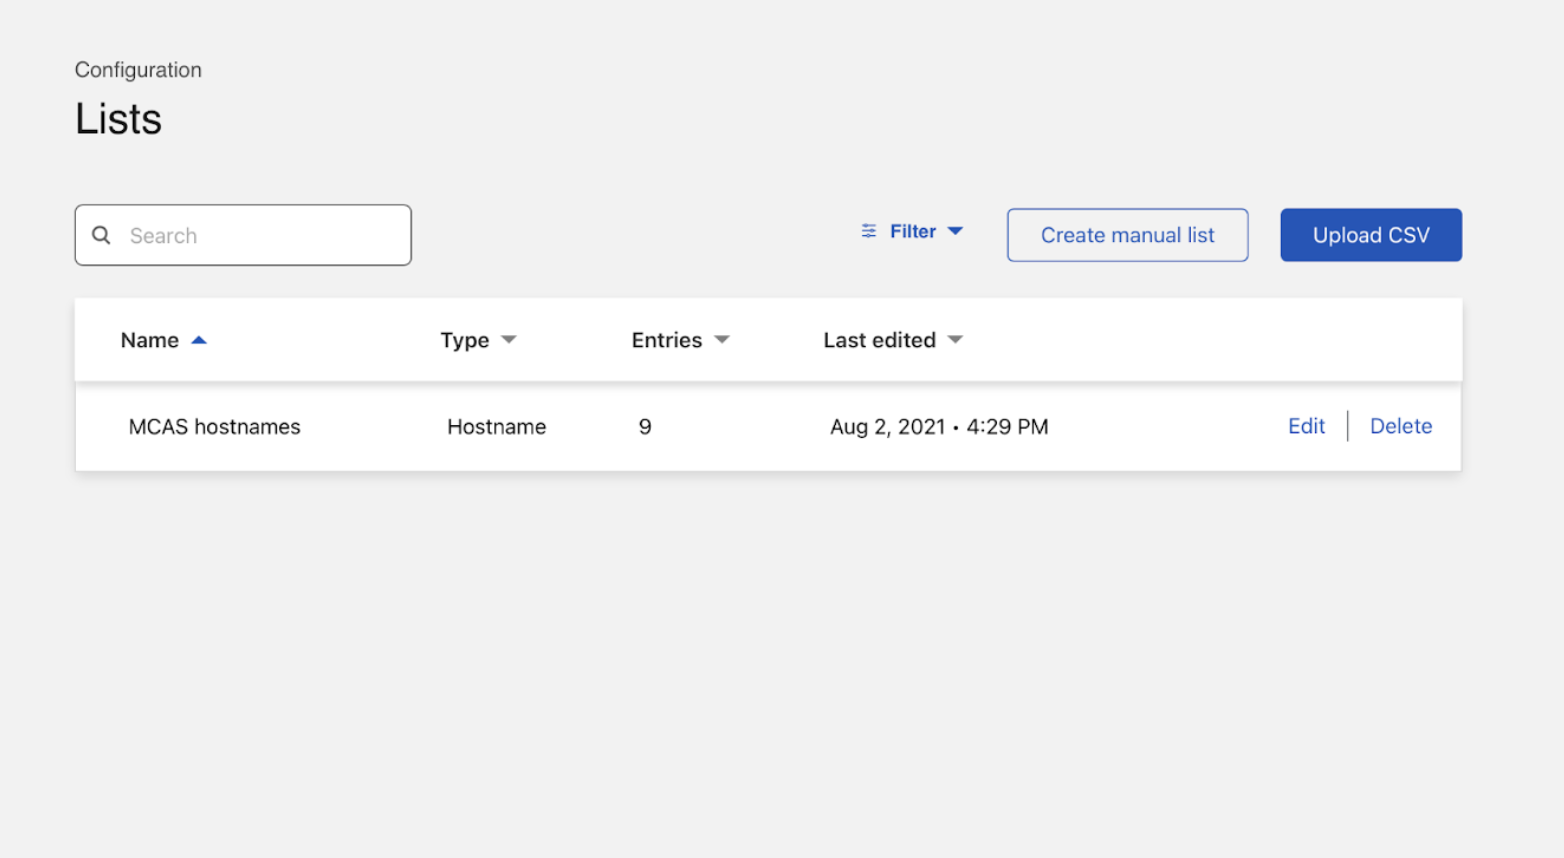 Configuration
Lists
Search
Filter
Create manual list
Upload CSV
Name Type Entries Last edited
MCAS hostnames Hostname 9 Aug 2, 2021 • 4:29 PM Edit Delete